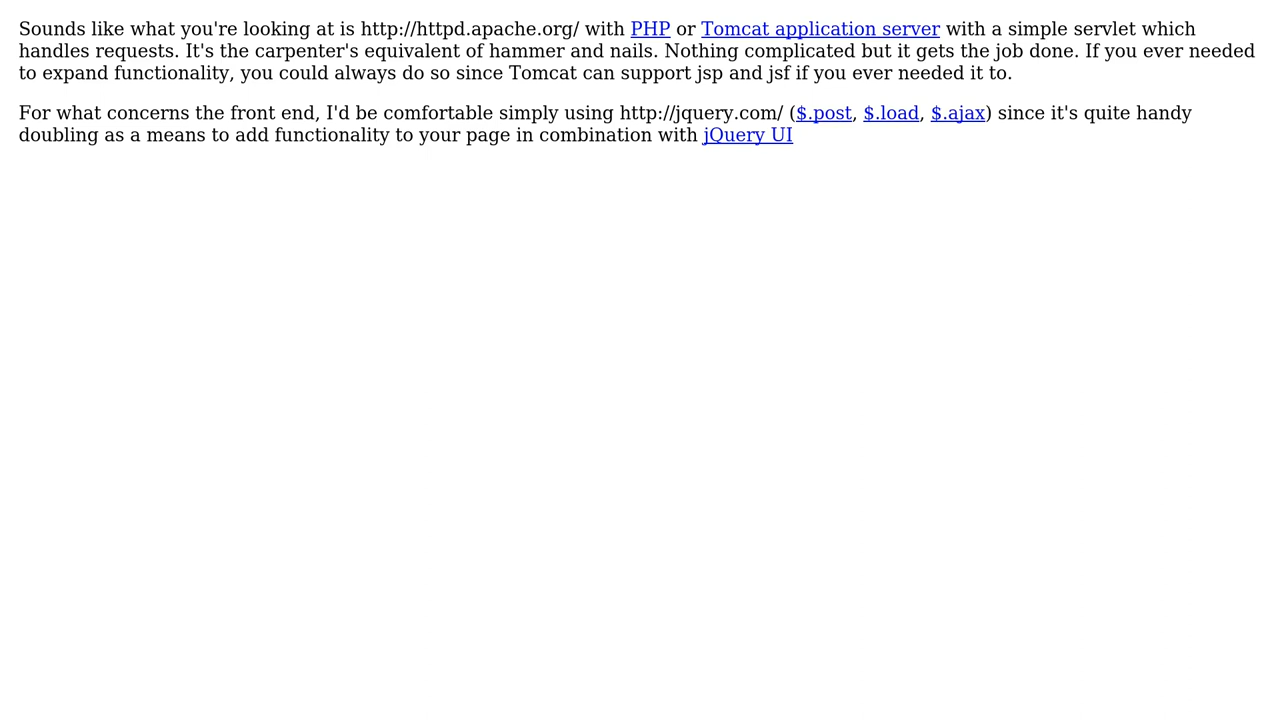 Sounds like what you're looking at is http://httpd.apache.org/ with PHP or Tomcat application server with a simple servlet which
handles requests. It's the carpenter's equivalent of hammer and nails. Nothing complicated but it gets the job done. If you ever needed
to expand functionality, you could always do so since Tomcat can support jsp and jsf if you ever needed it to.
For what concerns the front end, I'd be comfortable simply using http://jquery.com/ ($.post, $.load, $.ajax) since it's quite handy
doubling as a means to add functionality to your page in combination with jQuery UI